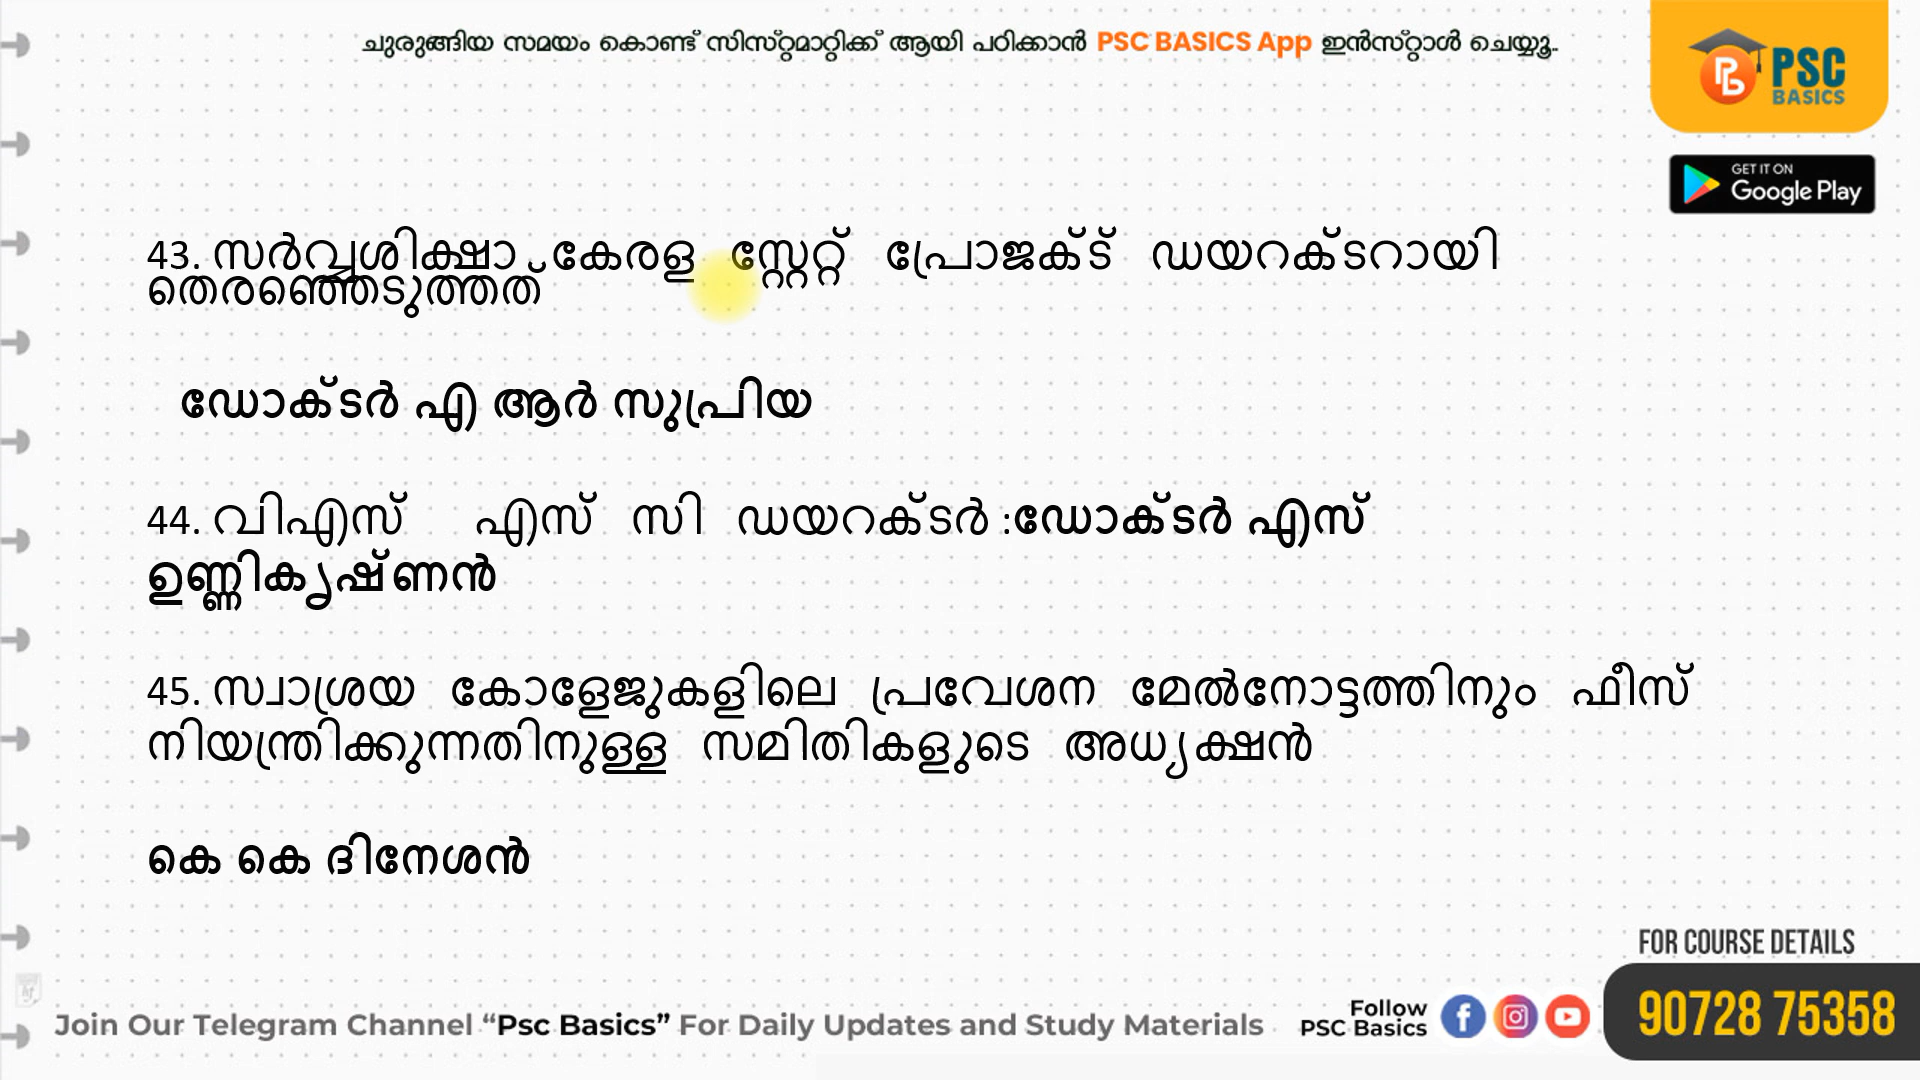 ചുരുങ്ങിയ സമയം കൊണ്ട് സിസ്റ്റമാറ്റിക്ക് ആയി പഠിക്കാൻ PSC BASICS App ഇൻസ്റ്റാൾ ചെയ്യൂ..
PSC
BASICS
GET IT ON
Google Play
43. സർവ്വശിക്ഷാ കേരള സ്റ്റേറ്റ് പ്രോജക്ട് ഡയറക്ടറായി
തെരഞ്ഞെടുത്തത്
ഡോക്ടർ എ ആർ സുപ്രിയ
44. വിഎസ് എസ് സി ഡയറക്ടർ :ഡോക്ടർ എസ്
ഉണ്ണികൃഷ്ണൻ
45. സ്വാശ്രയ കോളേജുകളിലെ പ്രവേശന മേൽനോട്ടത്തിനും ഫീസ്
നിയന്ത്രിക്കുന്നതിനുള്ള സമിതികളുടെ അധ്യക്ഷൻ
കെ കെ ദിനേശൻ
FOR COURSE DETAILS
90728 75358
Join Our Telegram Channel “Psc Basics” For Daily Updates and Study Materials
Follow
PSC Basics